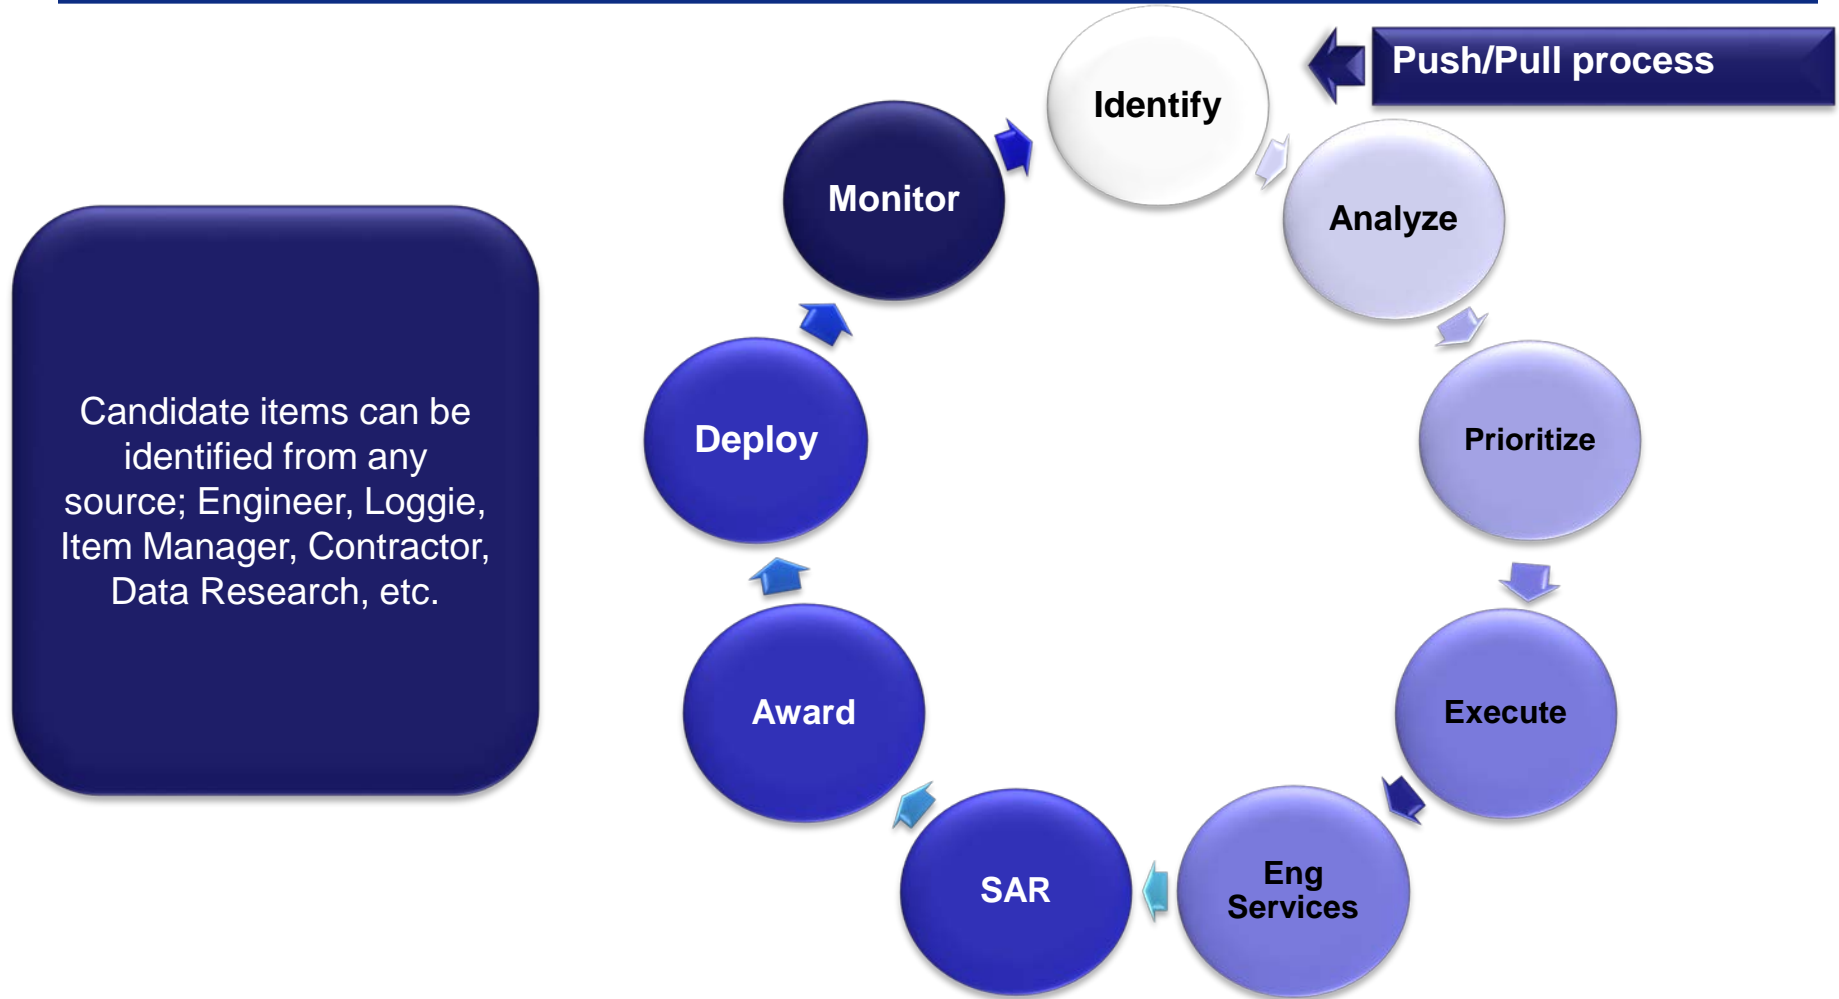 Push/Pull process
Identify
Monitor
Analyze
Candidate items can be
identified from any
source; Engineer, Loggie,
Item Manager, Contractor,
Data Research, etc.
Deploy
Prioritize
Award
Execute
SAR
Eng
Services